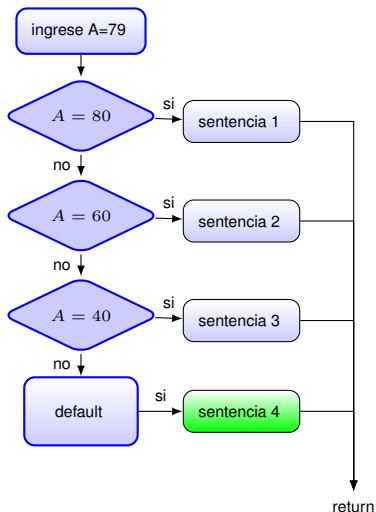 ingrese A=79
A = 80
si
sentencia 1
no
A = 60
si
sentencia 2
no
A = 40
si
sentencia 3
no
default
si
sentencia 4
return